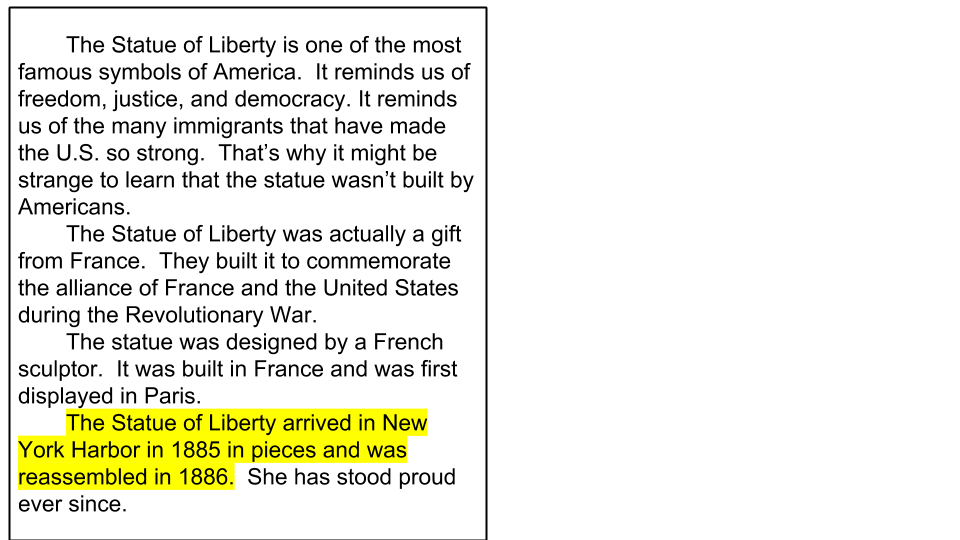 The Statue of Liberty is one of the most
famous symbols of America.  It reminds us of
freedom, justice, and democracy. It reminds
us of the many immigrants that have made
the U.S. so strong.  That’s why it might be
strange to learn that the statue wasn’t built by
Americans.
The Statue of Liberty was actually a gift
from France.  They built it to commemorate
the alliance of France and the United States
during the Revolutionary War.
The statue was designed by a French
sculptor.  It was built in France and was first
displayed in Paris.
The Statue of Liberty arrived in New
York Harbor in 1885 in pieces and was
reassembled in 1886.  She has stood proud
ever since.